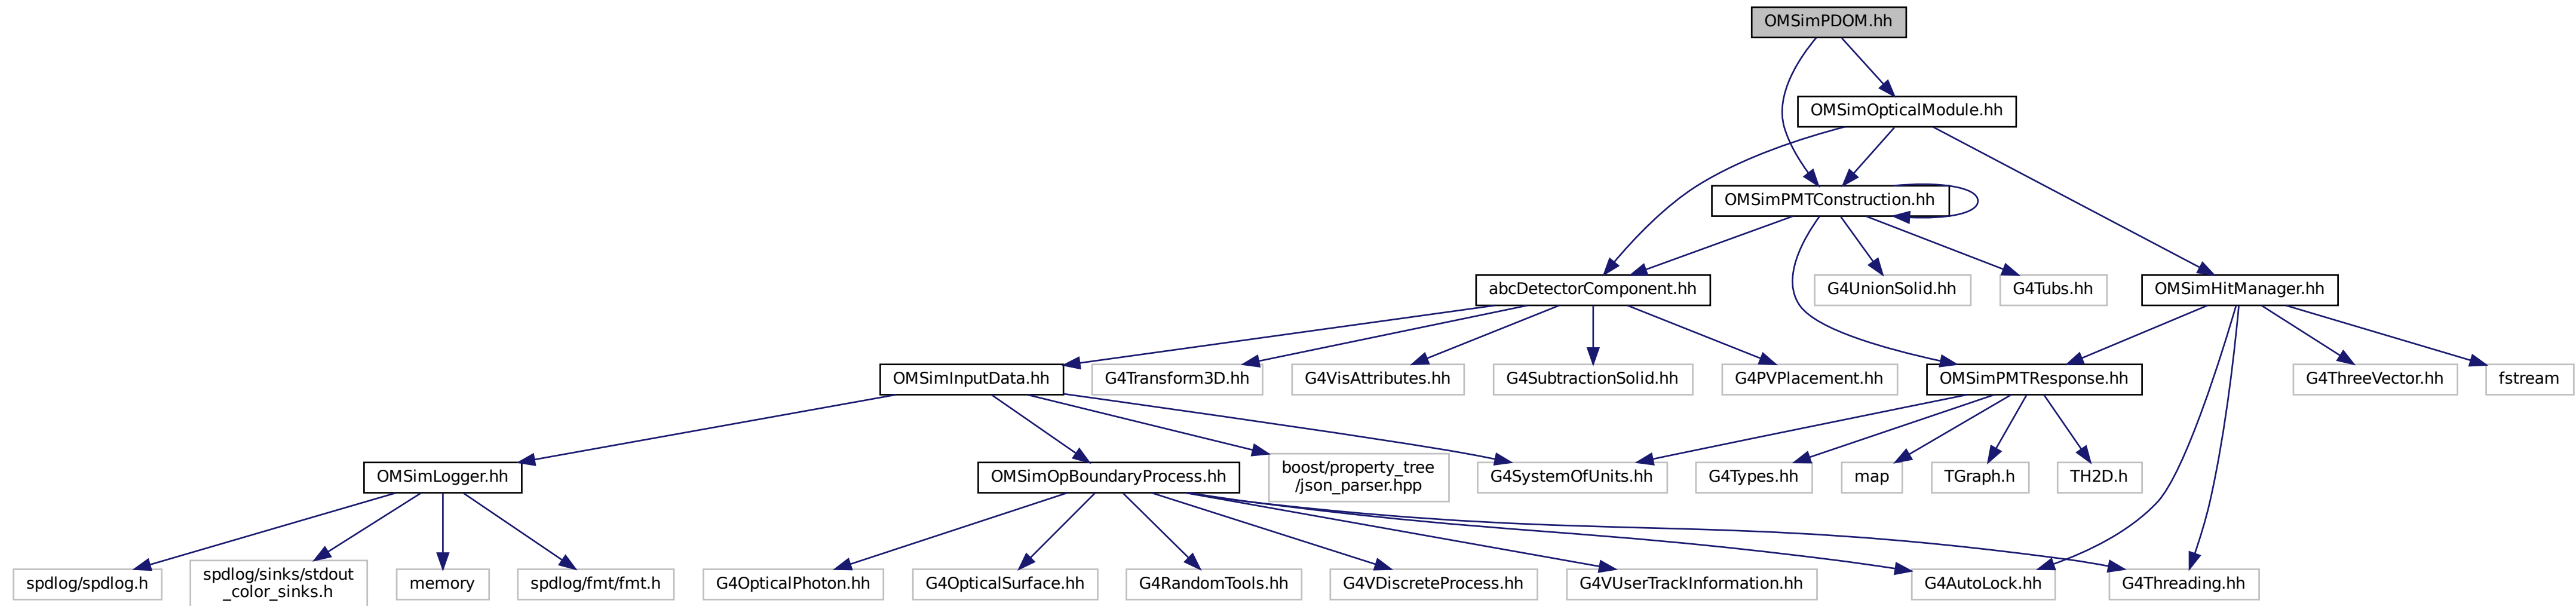 OMSimPDOM.hh
OMSimOpticalModule.hh
OMSimPMTConstruction.hh
abcDetectorComponent.hh
G4UnionSolid.hh
G4Tubs.hh
OMSimHitManager.hh
OMSimInputData.hh
G4Transform3D.hh
G4VisAttributes.hh
G4SubtractionSolid.hh
G4PVPlacement.hh
OMSimPMTResponse.hh
G4ThreeVector.hh
fstream
OMSimLogger.hh
OMSimOpBoundaryProcess.hh
boost/property_tree
/json_parser.hpp
G4SystemOfUnits.hh
G4Types.hh
map
TGraph.h
TH2D.h
spdlog/spdlog.h
spdlog/sinks/stdout
_color_sinks.h
memory
spdlog/fmt/fmt.h
G4OpticalPhoton.hh
G4OpticalSurface.hh
G4RandomTools.hh
G4VDiscreteProcess.hh
G4VUserTrackInformation.hh
G4AutoLock.hh
G4Threading.hh